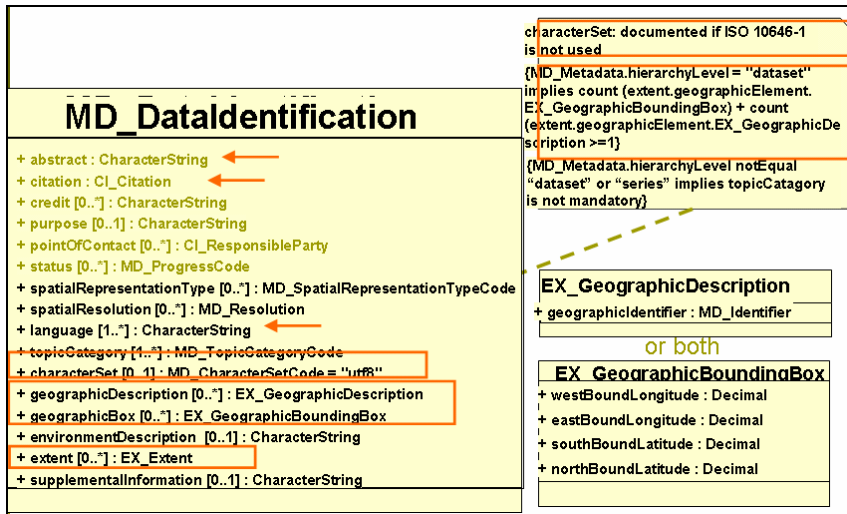 MD_DataIdentification
+ abstract : CharacterString
+ citation : CI_Citation
+ credit [0..*] : CharacterString
+ purpose [0..1] : CharacterString
+ pointOfContact [0..*] : CI_ResponsibleParty
+ status [0..*] : MD_ProgressCode
+ spatialRepresentationType [0..*] : MD_SpatialRepresentationTypeCode
+ spatialResolution [0..*] : MD_Resolution
+ language [1..*] : CharacterString
+ topicCategory [1..*] : MD_TopicCategoryCode
+ characterSet [0..1] : MD_CharacterSetCode = "utf8"
+ geographicDescription [0..*] : EX_GeographicDescription
+ geographicBox [0..*] : EX_GeographicBoundingBox
+ environmentDescription [0..1] : CharacterString
+ extent [0..*] : EX_Extent
+ supplementalInformation [0..1] : CharacterString
characterSet: documented if ISO 10646-1
is not used
{MD_Metadata.hierarchyLevel = "dataset"
implies count (extent.geographicElement.
EX_GeographicBoundingBox) + count
(extent.geographicElement.EX_GeographicDe
scription >=1}
{MD_Metadata.hierarchyLevel notEqual
“dataset” or “series” implies topicCatagory
is not mandatory}
EX_GeographicDescription
+ geographicIdentifier : MD_Identifier
or both
EX_GeographicBoundingBox
+ westBoundLongitude : Decimal
+ eastBoundLongitude : Decimal
+ southBoundLatitude : Decimal
+ northBoundLatitude : Decimal